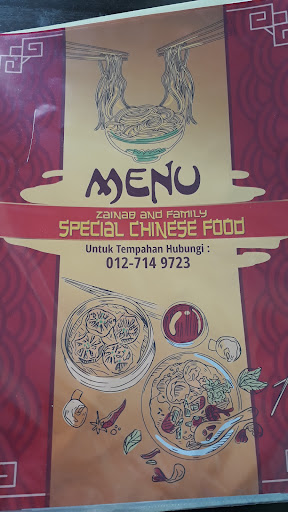 MENU
ZAINAB AND FAMILY
SPECIAL CHINESE FOOD
Untuk Tempahan Hubungi :
012-714 9723